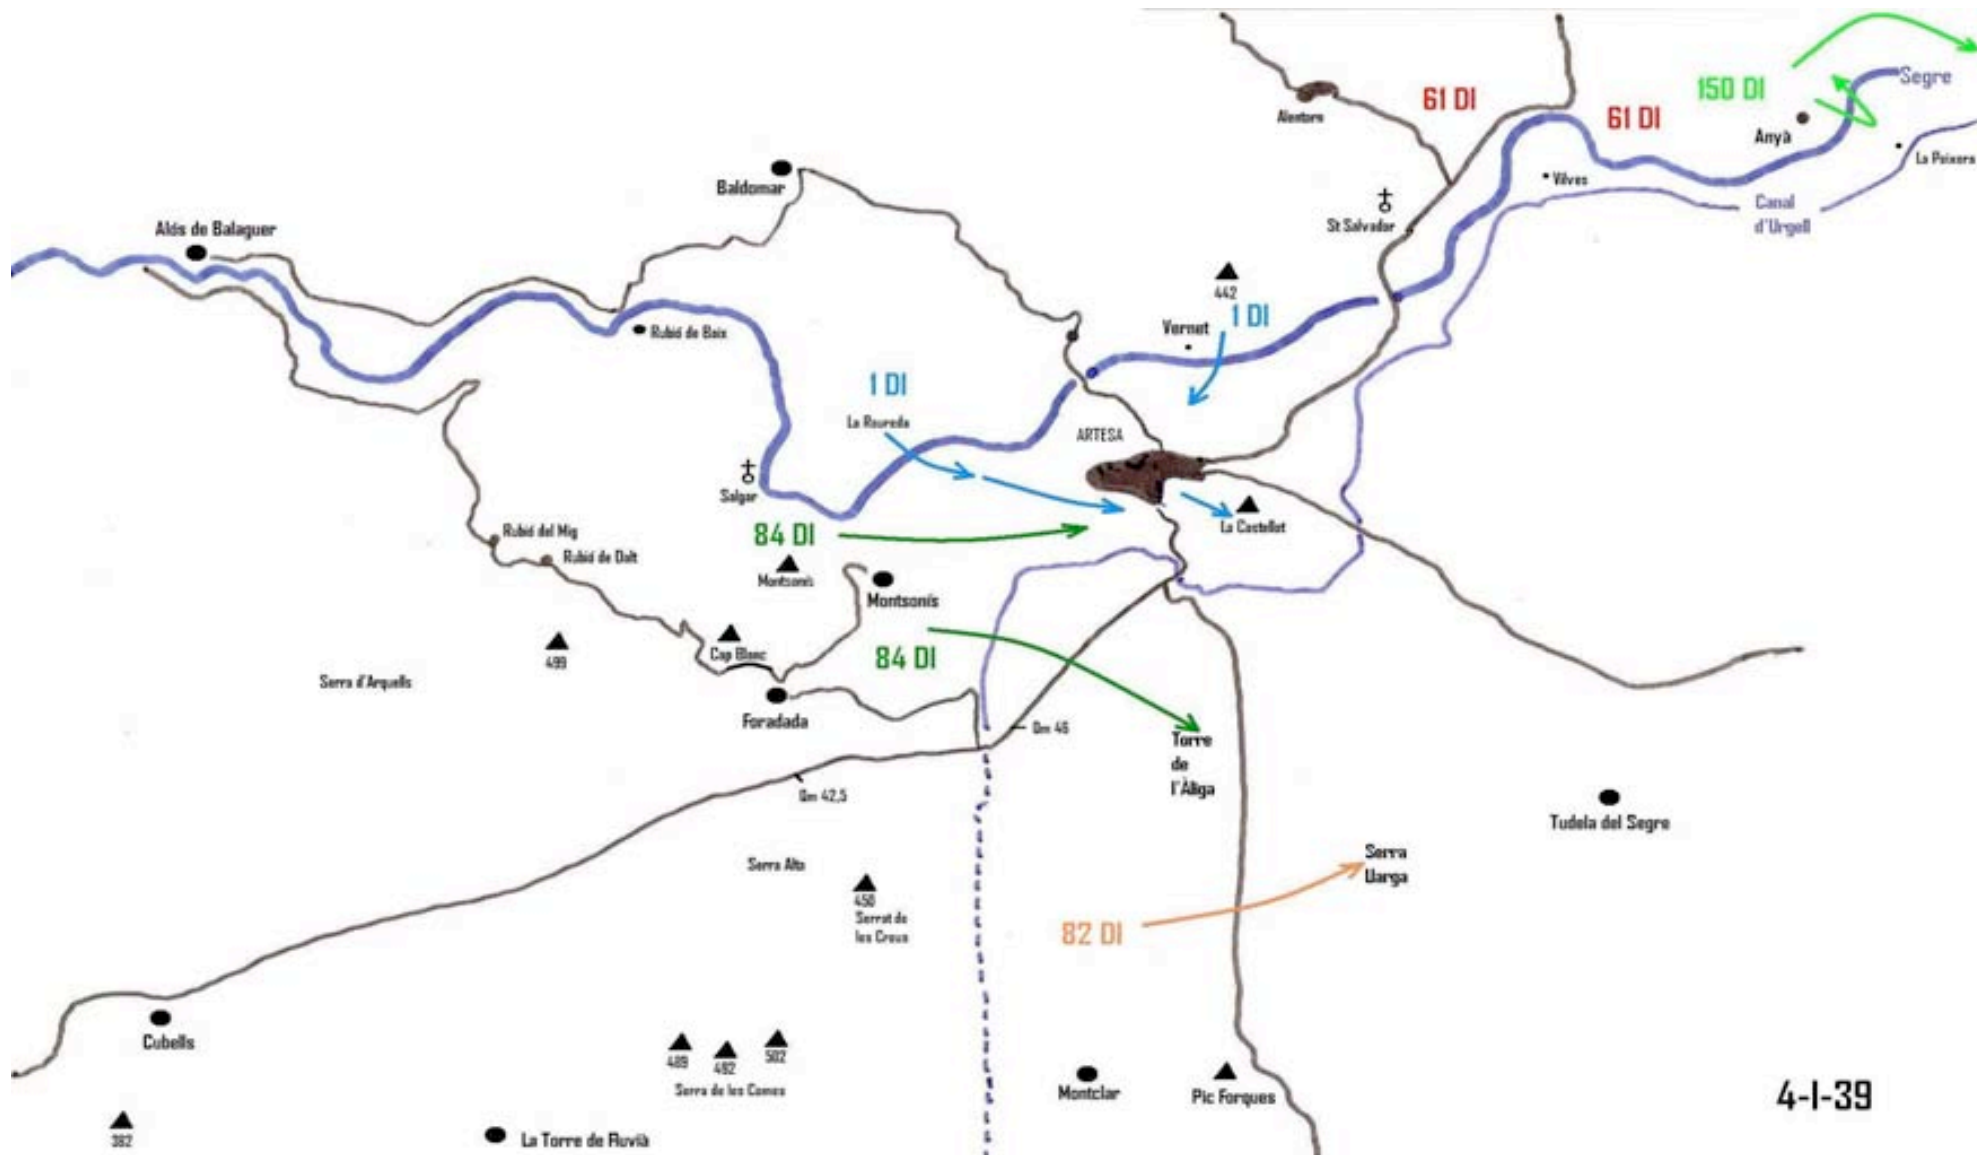 61 DI
150 DI
Segre
Alentorn
61 DI
Anyà
La Peixera
Baldomar
Vilves
Canal
d'Urgell
St Salvador
Alós de Balaguer
442
1 DI
Vernet
Rubió de Baix
1 DI
La Roureda
ARTESA
Salgar
La Castellot
84 DI
Rubió del Mig
Rubió de Dalt
Montsonís
Montsonís
84 DI
Cap Blanc
499
Serra d'Arquells
Foradada
Qm 46
Torre
de
l'Àliga
Qm 42,5
Tudela del Segre
Serra Alta
Serra
Llarga
450
Serrat de
les Creus
82 DI
Cubells
489
492
502
Serra de les Comes
Montclar
Pic Forques
4-I-39
382
La Torre de Fluvià